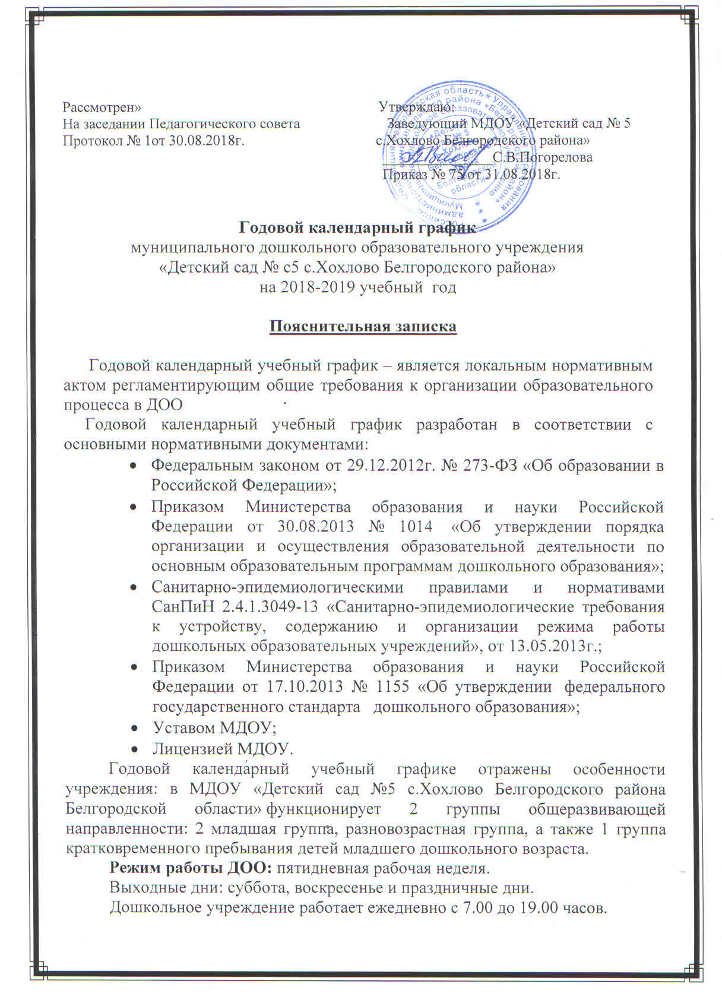 Рассмотрен»
На заседании Педагогического совета
Протокол № 1от 30.08.2018г.
Утверждаю:
Заведующий МДОУ «Детский сад № 5
с.Хохлово Белгородского района»
С.В.Погорелова
Приказ № 75 от 31.08.2018г.
Годовой календарный график
муниципального дошкольного образовательного учреждения
«Детский сад № с5 с.Хохлово Белгородского района»
на 2018-2019 учебный год
Пояснительная записка
Годовой календарный учебный график – является локальным нормативным
актом регламентирующим общие требования к организации образовательного
процесса в ДОО
Годовой календарный учебный график разработан в соответствии с
основными нормативными документами:
• Федеральным законом от 29.12.2012г. № 273-ФЗ «Об образовании в
Российской Федерации»;
• Приказом Министерства образования и науки Российской
Федерации от 30.08.2013 № 1014 «Об утверждении порядка
организации и осуществления образовательной деятельности по
основным образовательным программам дошкольного образования»;
• Санитарно-эпидемиологическими правилами и нормативами
СанПиН 2.4.1.3049-13 «Санитарно-эпидемиологические требования
к устройству, содержанию и организации режима работы
дошкольных образовательных учреждений», от 13.05.2013г.;
• Приказом Министерства образования и науки Российской
Федерации от 17.10.2013 № 1155 «Об утверждении федерального
государственного стандарта дошкольного образования»;
• Уставом МДОУ;
• Лицензией МДОУ.
Годовой календарный учебный графике отражены особенности
учреждения: в МДОУ «Детский сад №5 с.Хохлово Белгородского района
Белгородской области» функционирует 2 группы общеразвивающей
направленности: 2 младшая группа, разновозрастная группа, а также 1 группа
кратковременного пребывания детей младшего дошкольного возраста.
Режим работы ДОО: пятидневная рабочая неделя.
Выходные дни: суббота, воскресенье и праздничные дни.
Дошкольное учреждение работает ежедневно с 7.00 до 19.00 часов.